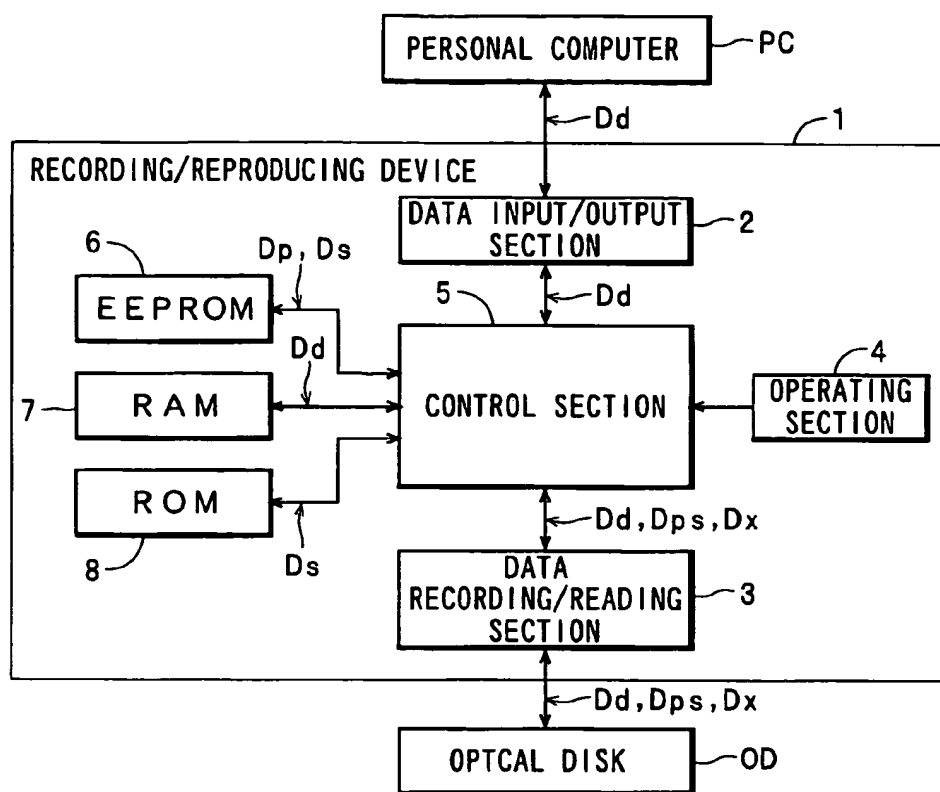 PERSONAL COMPUTER
PC
Dd
1
RECORDING/REPRODUCING DEVICE
DATA INPUT/OUTPUT
SECTION
2
6
Dp, Ds
EEPROM
5
Dd
4
Dd
7
RAM
CONTROL SECTION
OPERATING
SECTION
ROM
8
Ds
Dd,Dps,Dx
DATA
RECORDING/READING
SECTION
3
Dd,Dps,Dx
OPTCAL DISK
OD